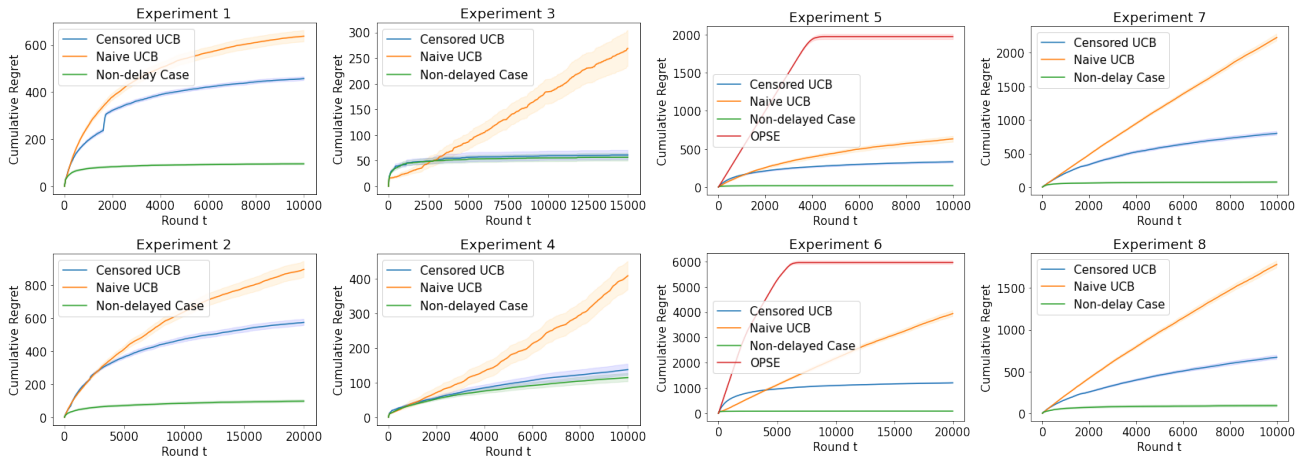 Experiment 1
Cumulative Regret
600
400
200
0
Censored UCB
Naive UCB
Non-delay Case
0 2000 4000 6000 8000 10000
Round t
Experiment 3
Cumulative Regret
300
250
200
150
100
50
0
Censored UCB
Naive UCB
Non-delayed Case
0 2500 5000 7500 10000 12500 15000
Round t
Experiment 5
Cumulative Regret
2000
1500
1000
500
0
Censored UCB
Naive UCB
Non-delayed Case
OPSE
0 2000 4000 6000 8000 10000
Round t
Experiment 7
Cumulative Regret
2000
1500
1000
500
0
Censored UCB
Naive UCB
Non-delay Case
0 2000 4000 6000 8000 10000
Round t
Experiment 2
Cumulative Regret
800
600
400
200
0
Censored UCB
Naive UCB
Non-delayed Case
0 5000 10000 15000 20000
Round t
Experiment 4
Cumulative Regret
400
300
200
100
0
Censored UCB
Naive UCB
Non-delayed Case
0 2000 4000 6000 8000 10000
Round t
Experiment 6
Cumulative Regret
6000
5000
4000
3000
2000
1000
0
Censored UCB
Naive UCB
Non-delayed Case
OPSE
0 5000 10000 15000 20000
Round t
Experiment 8
Cumulative Regret
1500
1000
500
0
Censored UCB
Naive UCB
Non-delay Case
0 2000 4000 6000 8000 10000
Round t